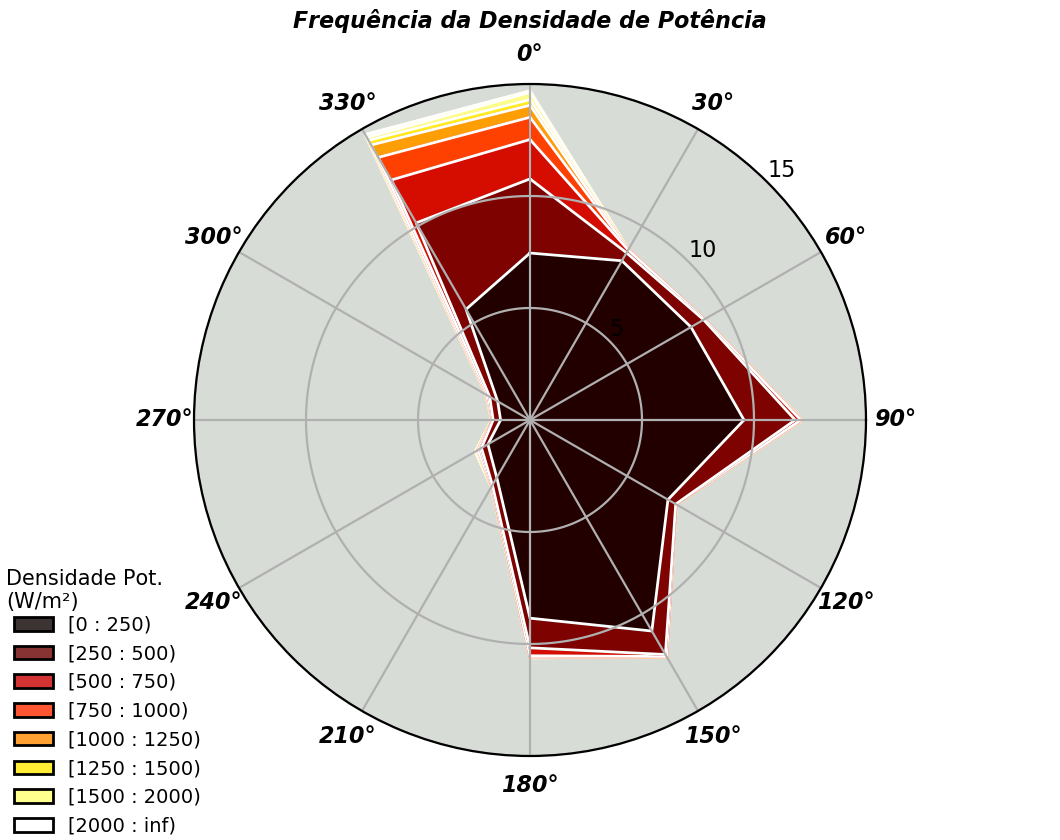 Frequência da Densidade de Potência
0°
330°
30°
15
300°
60°
10
5
270°
90°
240°
120°
210°
150°
180°
Densidade Pot.
(W/m²)
[0 : 250)
[250 : 500)
[500 : 750)
[750 : 1000)
[1000 : 1250)
[1250 : 1500)
[1500 : 2000)
[2000 : inf)